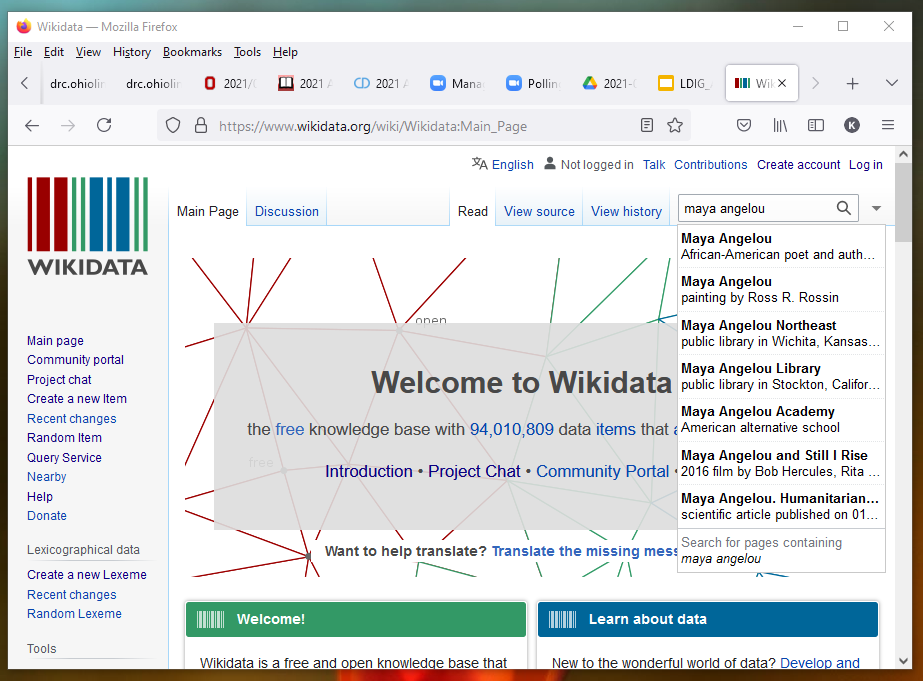 Wikidata — Mozilla Firefox
File Edit View History Bookmarks Tools Help
drc.ohiolin drc.ohiolin 2021/ 2021 2021 Mana Pollin 2021- LDIG_ Wi
https://www.wikidata.org/wiki/Wikidata:Main_Page
K
English Not logged in Talk Contributions Create account Log in
Main Page Discussion Read View source View history maya angelou
WIKIDATA
Main page
Community portal
Project chat
Create a new Item
Recent changes
Random Item
Query Service
Nearby
Help
Donate
Lexicographical data
Create a new Lexeme
Recent changes
Random Lexeme
Tools
open
Welcome to Wikidata
the free knowledge base with 94,010,809 data items that
free
Introduction • Project Chat • Community Portal •
Want to help translate? Translate the missing mess
Maya Angelou
African-American poet and auth…
Maya Angelou
painting by Ross R. Rossin
Maya Angelou Northeast
public library in Wichita, Kansas…
Maya Angelou Library
public library in Stockton, Califor…
Maya Angelou Academy
American alternative school
Maya Angelou and Still I Rise
2016 film by Bob Hercules, Rita …
Maya Angelou. Humanitarian…
scientific article published on 01…
Search for pages containing
maya angelou
Welcome!
Wikidata is a free and open knowledge base that
Learn about data
New to the wonderful world of data? Develop and